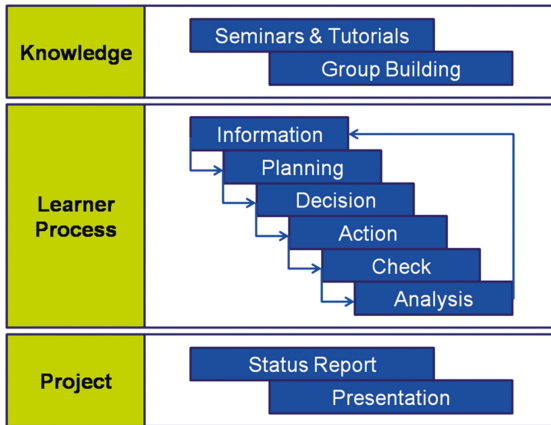 Knowledge
Seminars & Tutorials
Group Building
Learner
Process
Information
Planning
Decision
Action
Check
Analysis
Project
Status Report
Presentation